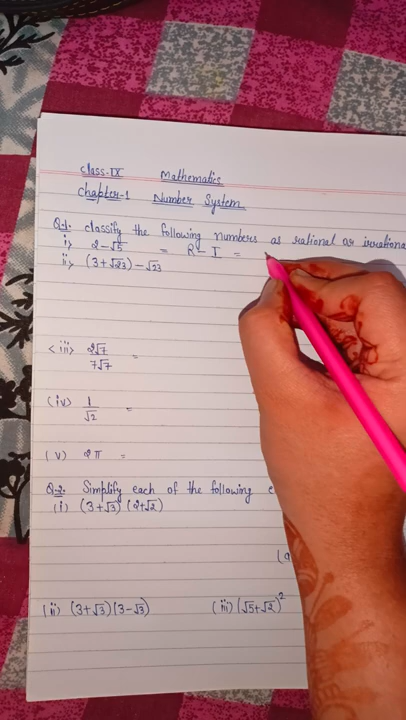 class-IX Mathematics
Chapter-1 Number System
Q.1. classify the following numbers as rational or irrational
i) 2-√5 = R - I =
ii) (3+√23)-√23
(iii) 2√7/7√7 =
(iv) 1/√2 =
(v) 2π =
Q.2. Simplify each of the following
(i) (3+√3) (2+√2)
(ii) (3+√3)(3-√3) (iii) (√5+√2)²